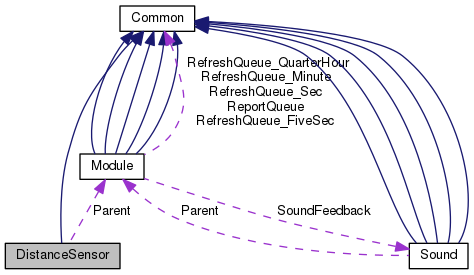 Common
RefreshQueue_QuarterHour
RefreshQueue_Minute
RefreshQueue_Sec
ReportQueue
RefreshQueue_FiveSec
Module
Parent
Parent
SoundFeedback
DistanceSensor
Sound